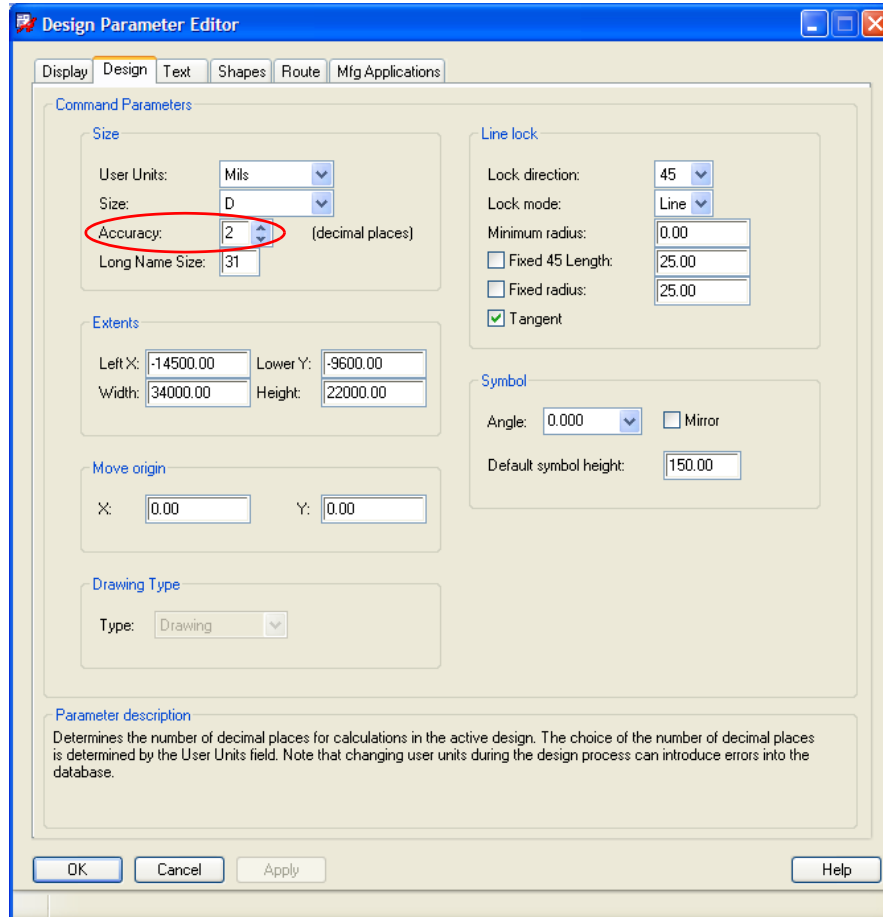 Design Parameter Editor
Display Design Text Shapes Route Mfg Applications
Command Parameters
Size
User Units: Mils
Size: D
Accuracy: 2 (decimal places)
Long Name Size: 31
Extents
Left X: -14500.00 Lower Y: -9600.00
Width: 34000.00 Height: 22000.00
Move origin
X: 0.00 Y: 0.00
Drawing Type
Type: Drawing
Line lock
Lock direction: 45
Lock mode: Line
Minimum radius: 0.00
Fixed 45 Length: 25.00
Fixed radius: 25.00
Tangent
Symbol
Angle: 0.000 Mirror
Default symbol height: 150.00
Parameter description
Determines the number of decimal places for calculations in the active design. The choice of the number of decimal places
is determined by the User Units field. Note that changing user units during the design process can introduce errors into the
database.
OK Cancel Apply Help